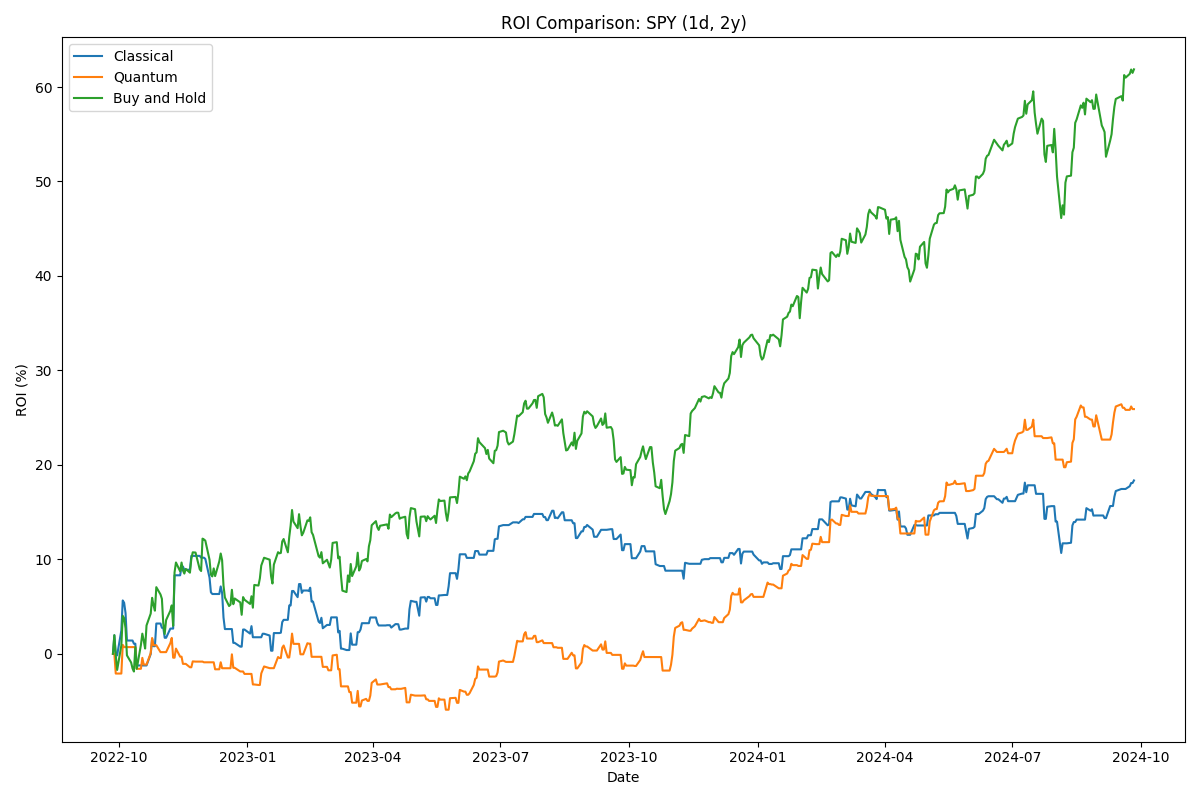 ROI Comparison: SPY (1d, 2y)
Classical
Quantum
Buy and Hold
ROI (%)
60
50
40
30
20
10
0
2022-10
2023-01
2023-04
2023-07
2023-10
2024-01
2024-04
2024-07
2024-10
Date